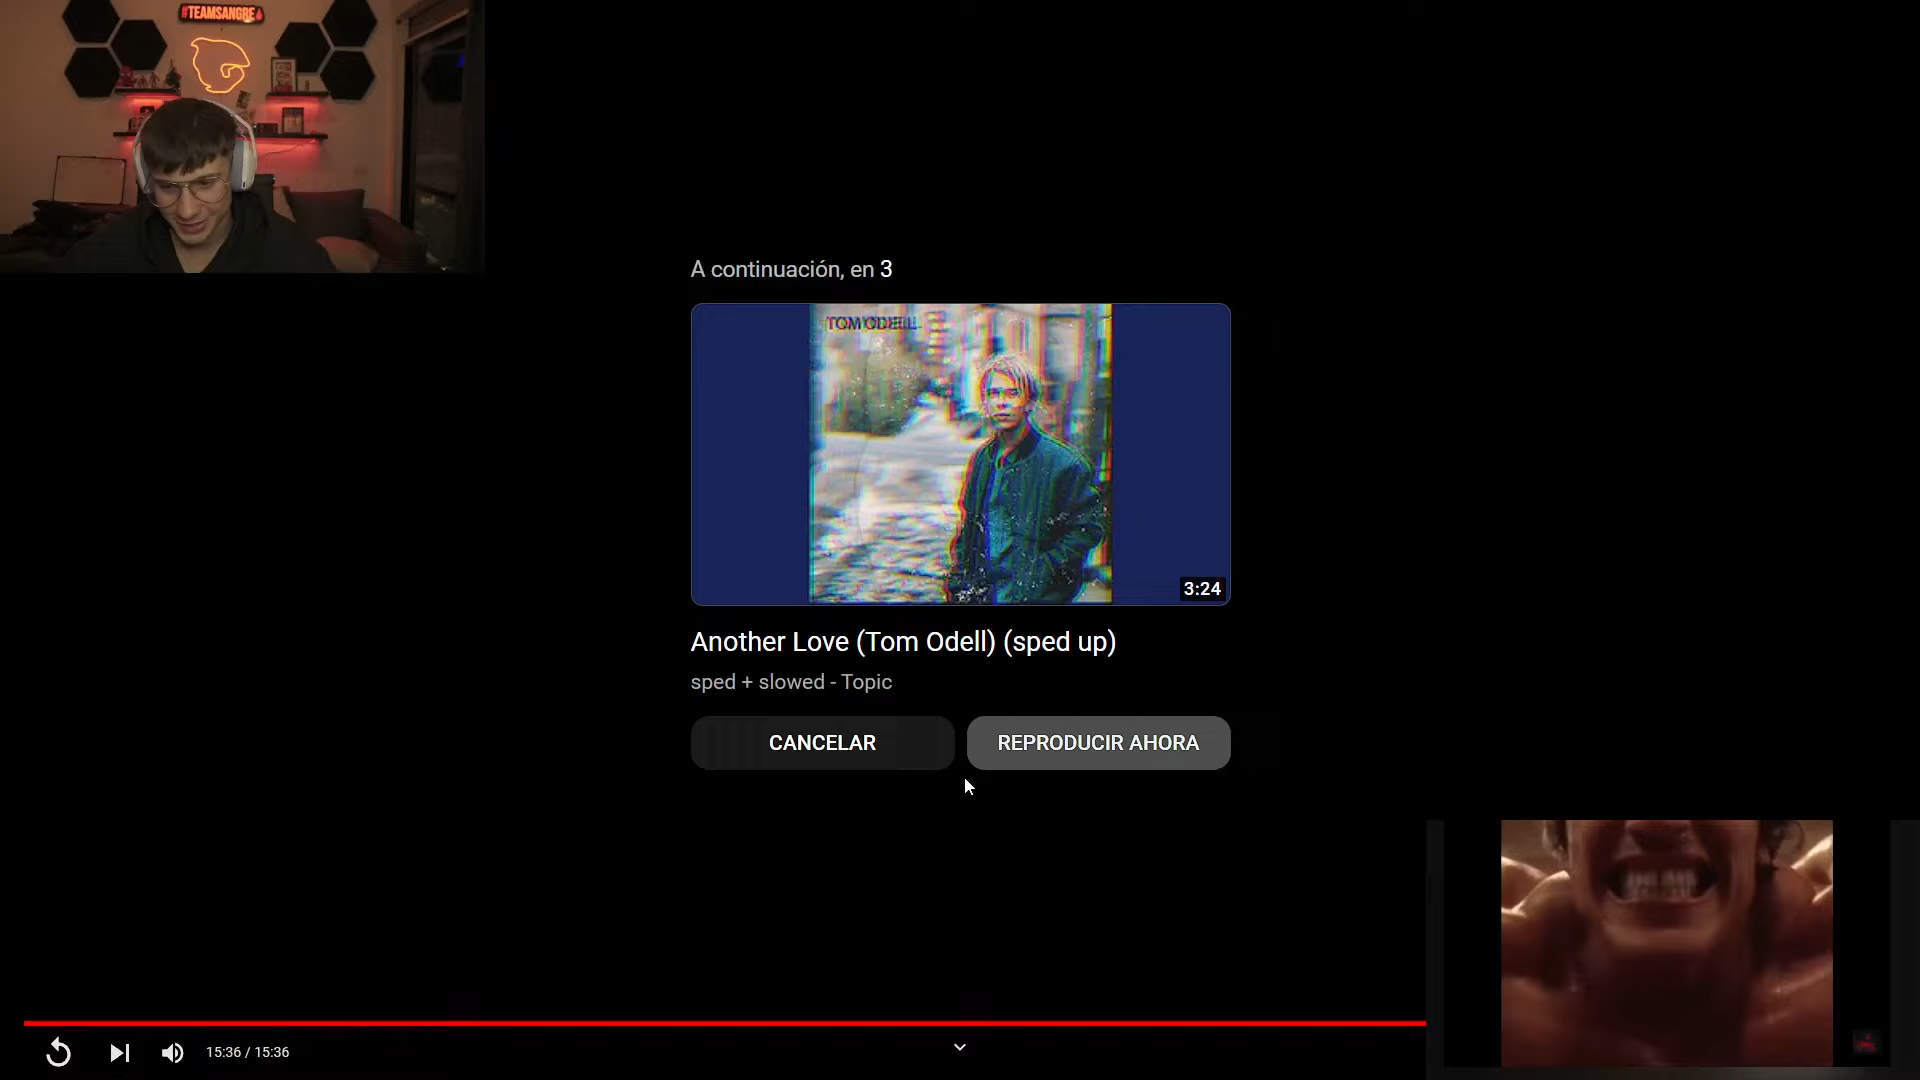 #TEAMSANGRE
A continuación, en 3
TOM ODELL
3:24
Another Love (Tom Odell) (sped up)
sped + slowed - Topic
CANCELAR
REPRODUCIR AHORA
15:36 / 15:36